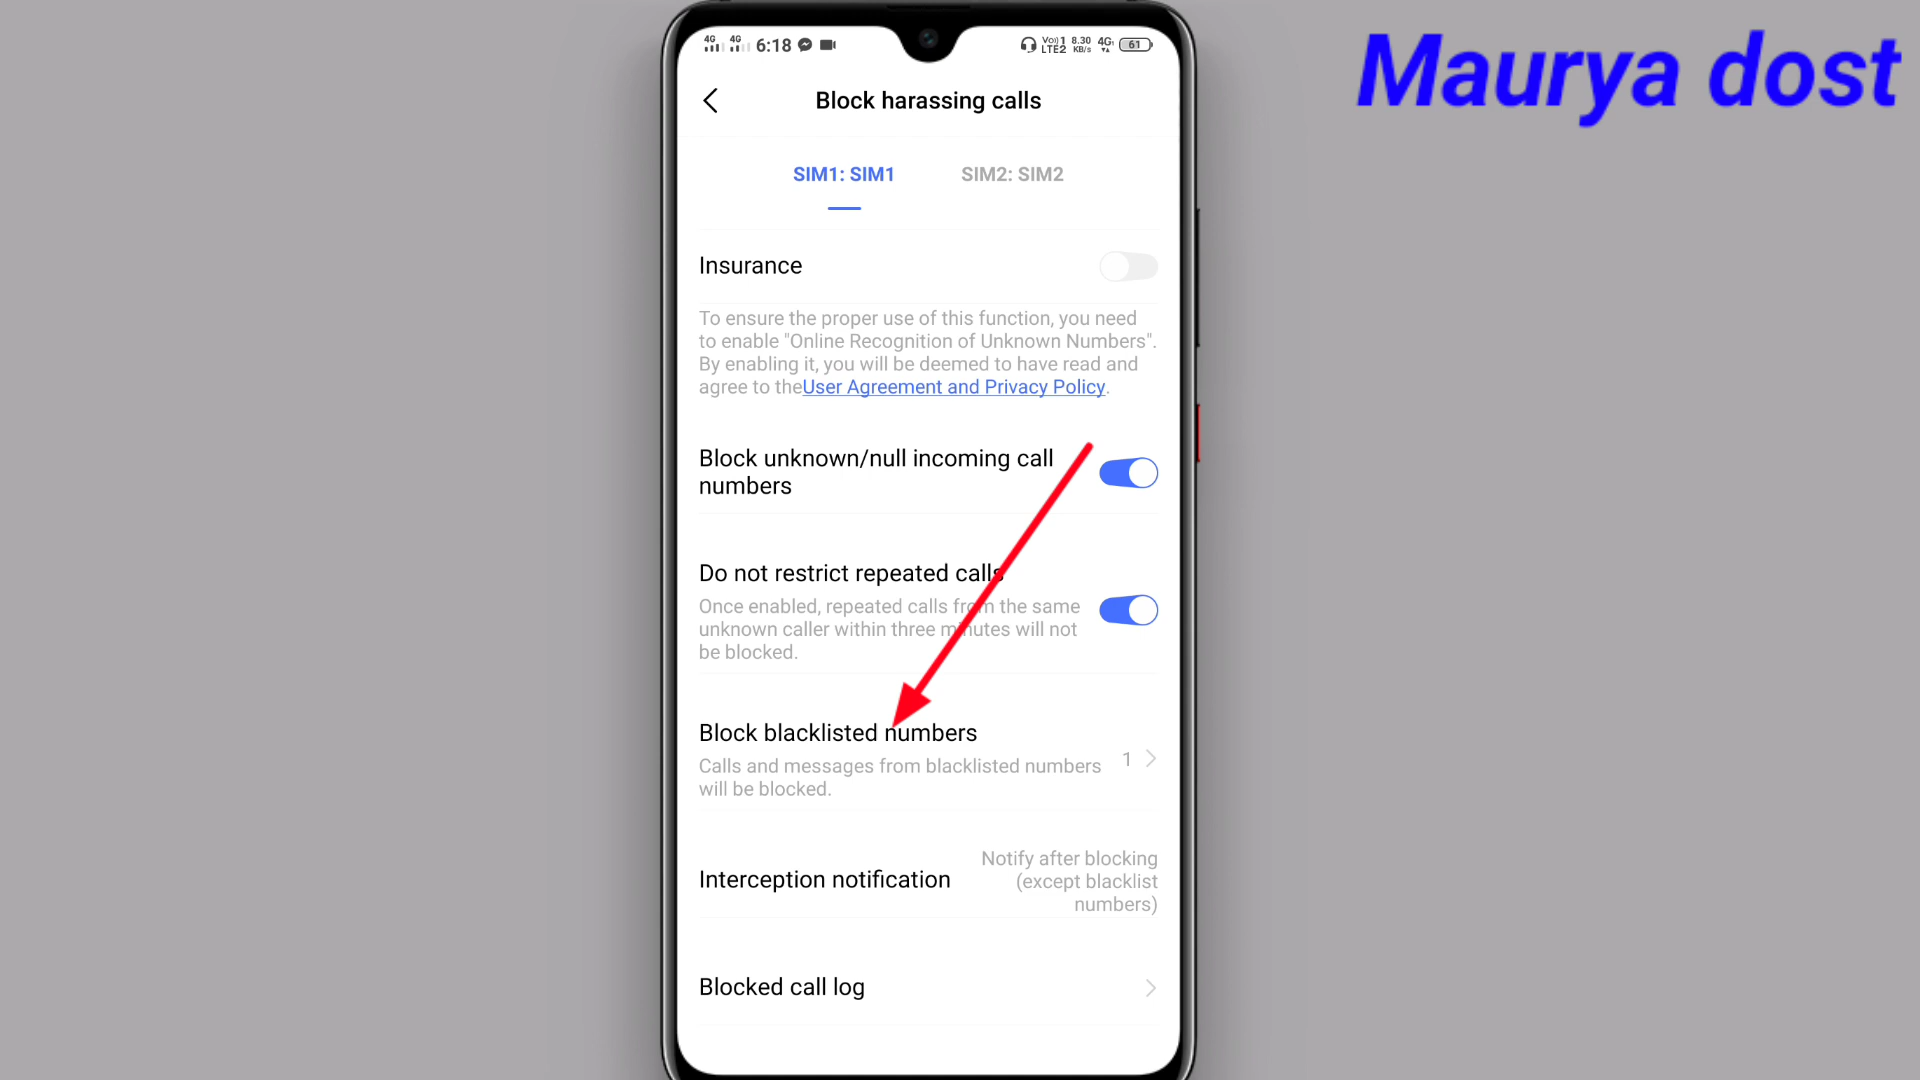 Maurya dost
4G 4G 6:18 Vo) 1 LTE2 8.30 KB/s 4G 61
Block harassing calls
SIM1: SIM1 SIM2: SIM2
Insurance
To ensure the proper use of this function, you need
to enable "Online Recognition of Unknown Numbers".
By enabling it, you will be deemed to have read and
agree to theUser Agreement and Privacy Policy.
Block unknown/null incoming call
numbers
Do not restrict repeated calls
Once enabled, repeated calls from the same
unknown caller within three minutes will not
be blocked.
Block blacklisted numbers
Calls and messages from blacklisted numbers
will be blocked.
1
Interception notification
Notify after blocking
(except blacklist
numbers)
Blocked call log